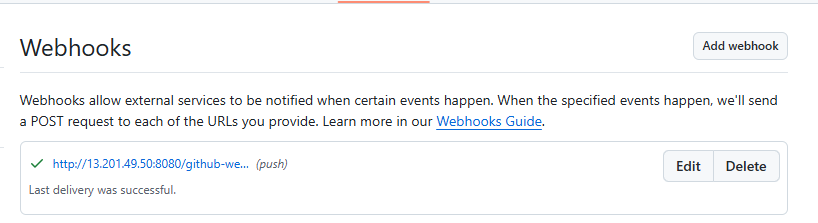 Webhooks
Add webhook
Webhooks allow external services to be notified when certain events happen. When the specified events happen, we'll send
a POST request to each of the URLs you provide. Learn more in our Webhooks Guide.
http://13.201.49.50:8080/github-we... (push)
Edit
Delete
Last delivery was successful.